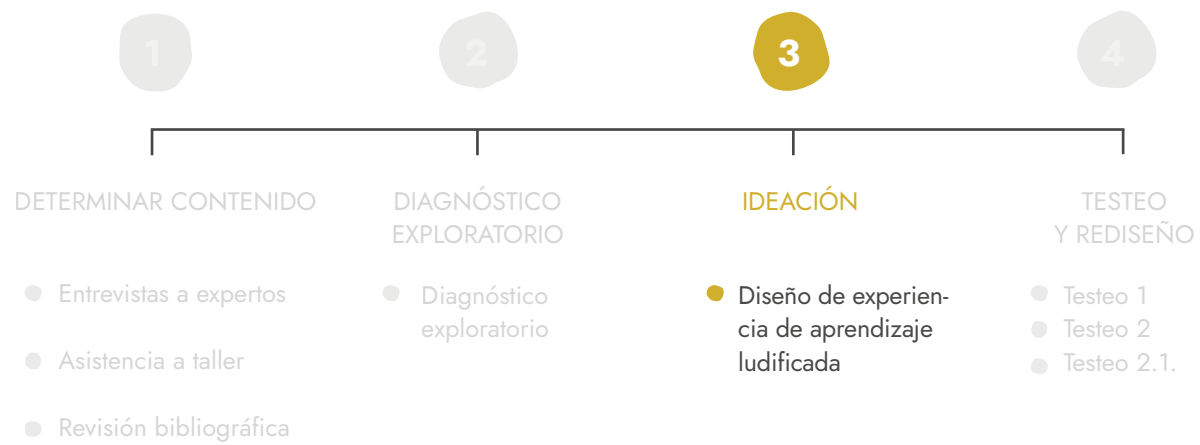 1
2
3
4
DETERMINAR CONTENIDO
Entrevistas a expertos
Asistencia a taller
Revisión bibliográfica
DIAGNÓSTICO
EXPLORATORIO
Diagnóstico
exploratorio
IDEACIÓN
Diseño de experien-
cia de aprendizaje
ludificada
TESTEO
Y REDISEÑO
Testeo 1
Testeo 2
Testeo 2.1.